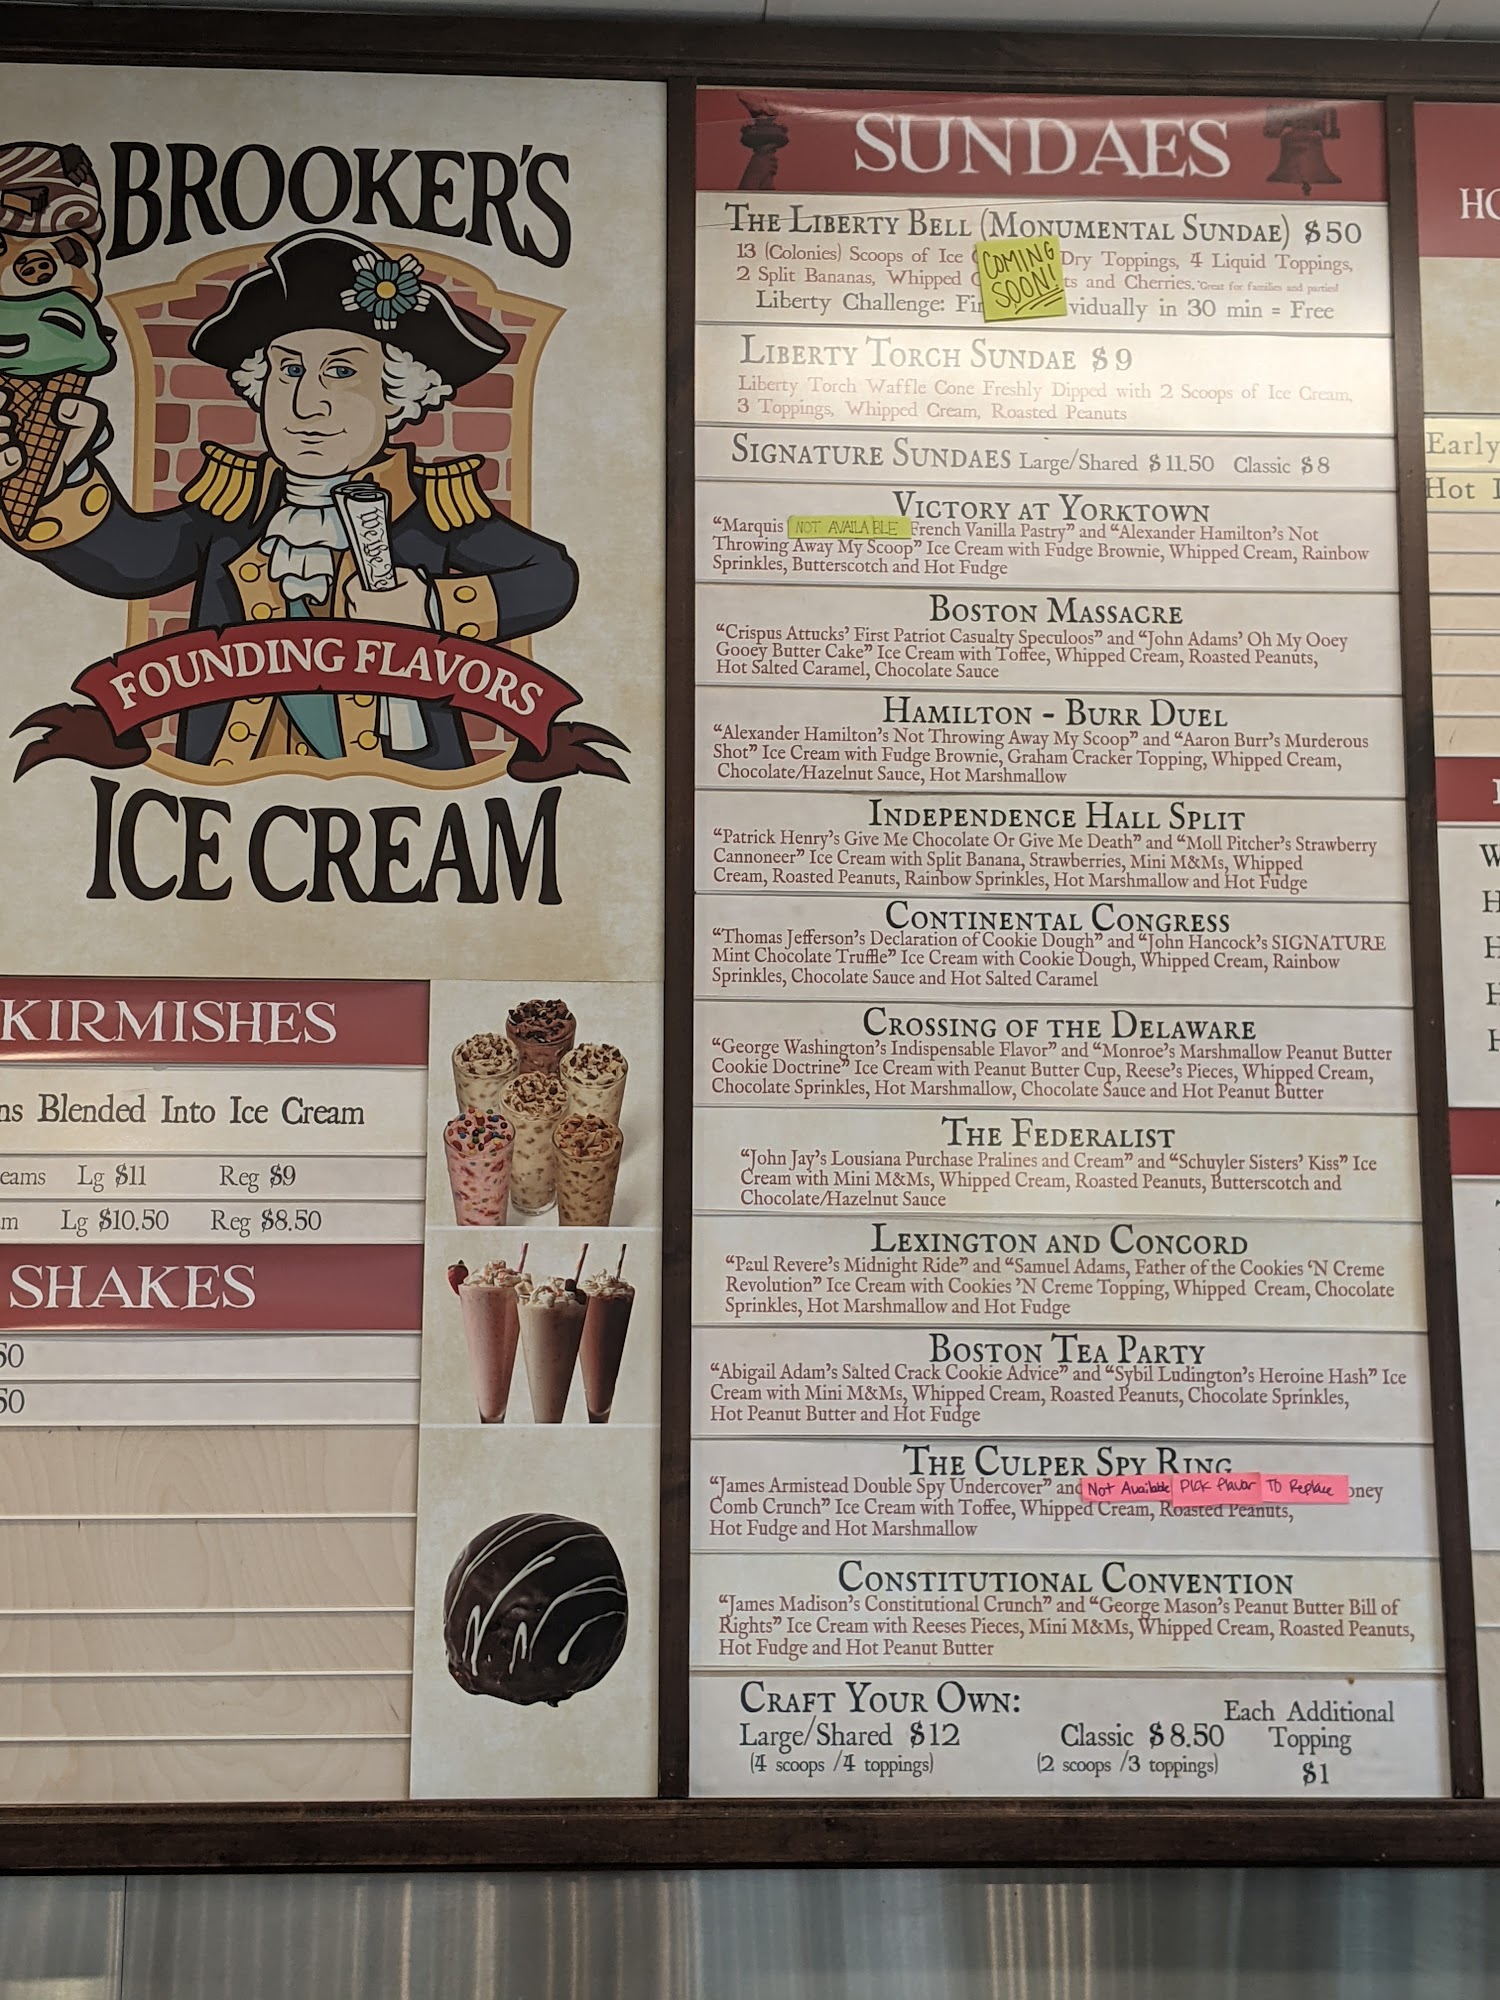 BROOKER'S
We the Pe
FOUNDING FLAVORS
ICE CREAM
KIRMISHES
ns Blended Into Ice Cream
eams Lg $11 Reg $9
m Lg $10.50 Reg $8.50
SHAKES
50
50
SUNDAES
THE LIBERTY BELL (MONUMENTAL SUNDAE) $50
13 (Colonies) Scoops of Ice Dry Toppings, 4 Liquid Toppings,
2 Split Bananas, Whipped ts and Cherries. *Great for families and parties!
Liberty Challenge: Fi vidually in 30 min = Free
COMING
SOON!
LIBERTY TORCH SUNDAE $9
Liberty Torch Waffle Cone Freshly Dipped with 2 Scoops of Ice Cream,
3 Toppings, Whipped Cream, Roasted Peanuts
SIGNATURE SUNDAES Large/Shared $11.50 Classic $8
VICTORY AT YORKTOWN
"Marquis NOT AVAILABLE French Vanilla Pastry" and "Alexander Hamilton's Not
Throwing Away My Scoop" Ice Cream with Fudge Brownie, Whipped Cream, Rainbow
Sprinkles, Butterscotch and Hot Fudge
BOSTON MASSACRE
"Crispus Attucks' First Patriot Casualty Speculoos" and "John Adams' Oh My Ooey
Gooey Butter Cake" Ice Cream with Toffee, Whipped Cream, Roasted Peanuts,
Hot Salted Caramel, Chocolate Sauce
HAMILTON - BURR DUEL
"Alexander Hamilton's Not Throwing Away My Scoop" and "Aaron Burr's Murderous
Shot" Ice Cream with Fudge Brownie, Graham Cracker Topping, Whipped Cream,
Chocolate/Hazelnut Sauce, Hot Marshmallow
INDEPENDENCE HALL SPLIT
"Patrick Henry's Give Me Chocolate Or Give Me Death" and "Moll Pitcher's Strawberry
Cannoneer" Ice Cream with Split Banana, Strawberries, Mini M&Ms, Whipped
Cream, Roasted Peanuts, Rainbow Sprinkles, Hot Marshmallow and Hot Fudge
CONTINENTAL CONGRESS
"Thomas Jefferson's Declaration of Cookie Dough" and "John Hancock's SIGNATURE
Mint Chocolate Truffle" Ice Cream with Cookie Dough, Whipped Cream, Rainbow
Sprinkles, Chocolate Sauce and Hot Salted Caramel
CROSSING OF THE DELAWARE
"George Washington's Indispensable Flavor" and "Monroe's Marshmallow Peanut Butter
Cookie Doctrine" Ice Cream with Peanut Butter Cup, Reese's Pieces, Whipped Cream,
Chocolate Sprinkles, Hot Marshmallow, Chocolate Sauce and Hot Peanut Butter
THE FEDERALIST
"John Jay's Lousiana Purchase Pralines and Cream" and "Schuyler Sisters' Kiss" Ice
Cream with Mini M&Ms, Whipped Cream, Roasted Peanuts, Butterscotch and
Chocolate/Hazelnut Sauce
LEXINGTON AND CONCORD
"Paul Revere's Midnight Ride" and "Samuel Adams, Father of the Cookies 'N Creme
Revolution" Ice Cream with Cookies 'N Creme Topping, Whipped Cream, Chocolate
Sprinkles, Hot Marshmallow and Hot Fudge
BOSTON TEA PARTY
"Abigail Adam's Salted Crack Cookie Advice" and "Sybil Ludington's Heroine Hash" Ice
Cream with Mini M&Ms, Whipped Cream, Roasted Peanuts, Chocolate Sprinkles,
Hot Peanut Butter and Hot Fudge
THE CULPER SPY RING
"James Armistead Double Spy Undercover" and Not Available Pick flavor To Replace oney
Comb Crunch" Ice Cream with Toffee, Whipped Cream, Roasted Peanuts,
Hot Fudge and Hot Marshmallow
CONSTITUTIONAL CONVENTION
"James Madison's Constitutional Crunch" and "George Mason's Peanut Butter Bill of
Rights" Ice Cream with Reeses Pieces, Mini M&Ms, Whipped Cream, Roasted Peanuts,
Hot Fudge and Hot Peanut Butter
CRAFT YOUR OWN:
Large/Shared $12 Classic $8.50
(4 scoops /4 toppings) (2 scoops /3 toppings)
Each Additional
Topping
$1
HO
Early
Hot
W
H
H
H
H